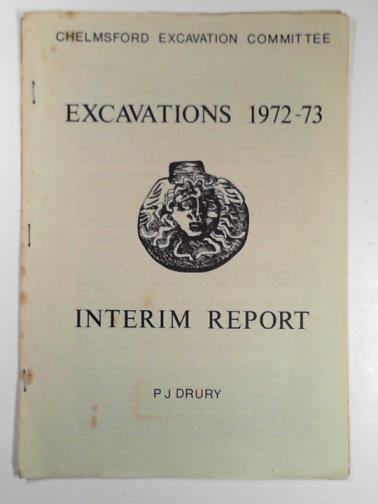 CHELMSFORD EXCAVATION COMMITTEE
EXCAVATIONS 1972-73
INTERIM REPORT
P J DRURY